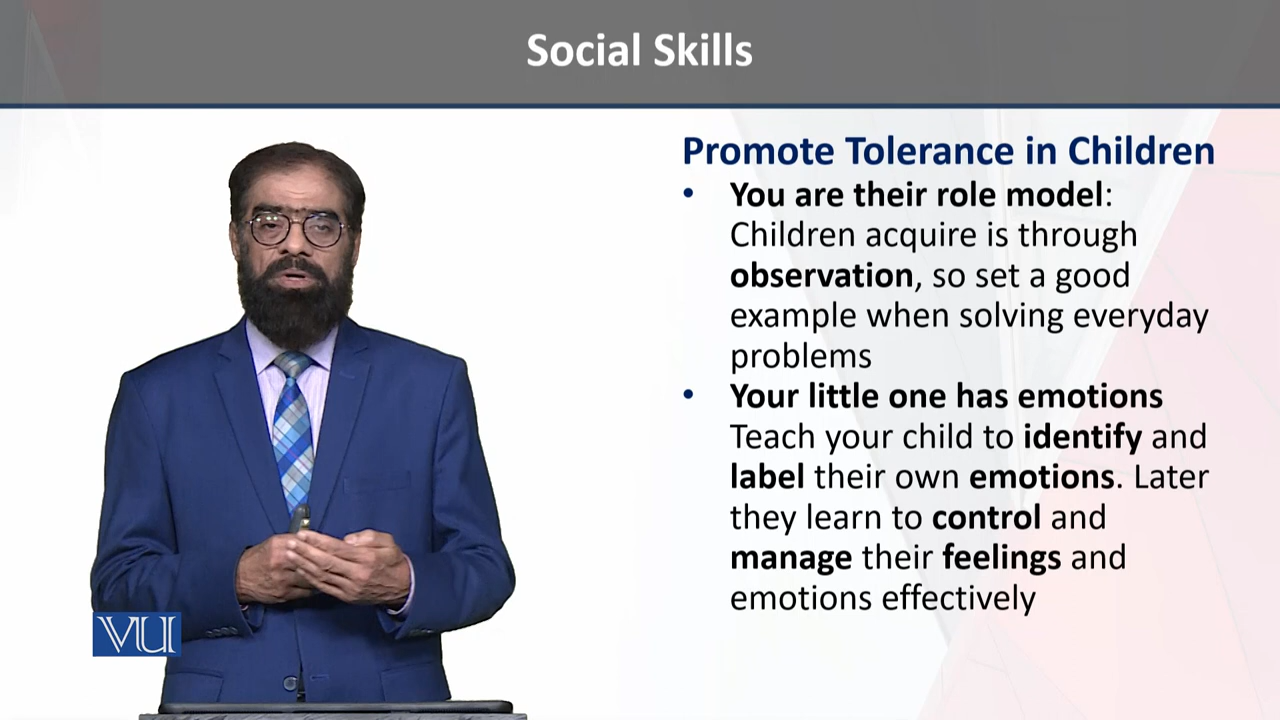 Social Skills
Promote Tolerance in Children
• You are their role model:
Children acquire is through
observation, so set a good
example when solving everyday
problems
• Your little one has emotions
Teach your child to identify and
label their own emotions. Later
they learn to control and
manage their feelings and
emotions effectively
VU